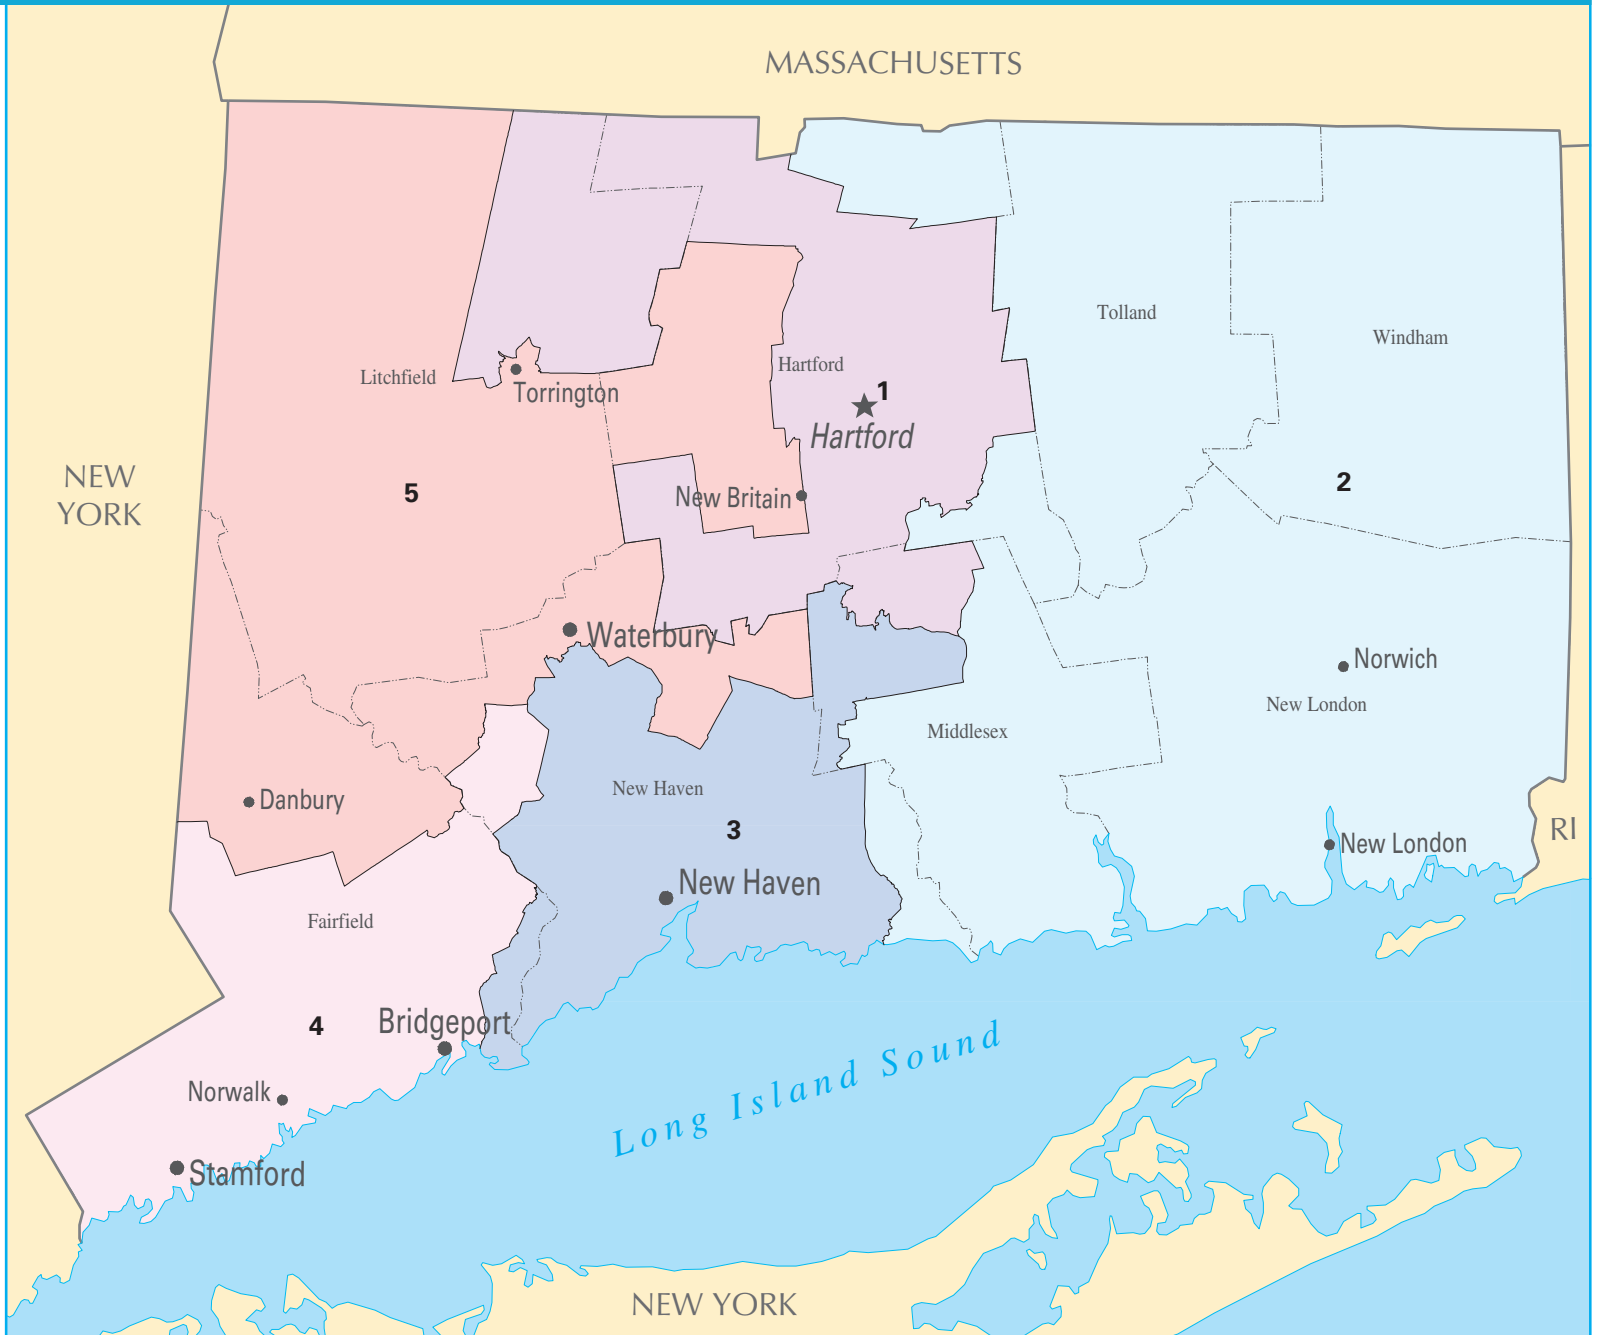 MASSACHUSETTS
Tolland
Windham
Hartford
Litchfield
1
Torrington
Hartford
NEW
YORK
5
New Britain
2
Waterbury
Norwich
New London
Middlesex
New Haven
Danbury
3
RI
New London
New Haven
Fairfield
4
Bridgeport
Long Island Sound
Norwalk
Stamford
NEW YORK